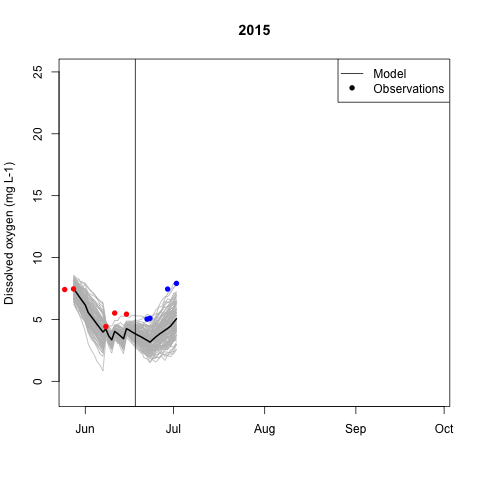 2015
Model
Observations
Dissolved oxygen (mg L-1)
25
20
15
10
5
0
Jun
Jul
Aug
Sep
Oct